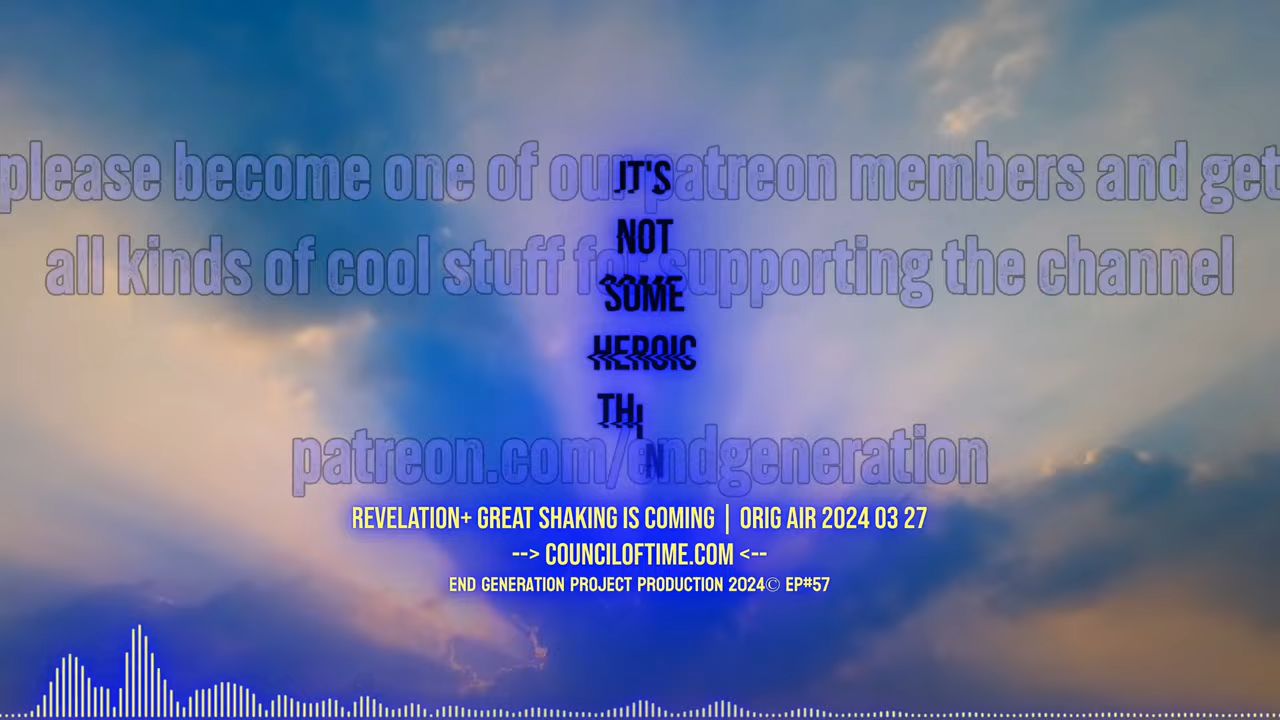 please become one of our patreon members and get
all kinds of cool stuff for supporting the channel
patreon.com/endgeneration
IT'S
NOT
SOME
HEROIC
THIN
REVELATION+ GREAT SHAKING IS COMING | ORIG AIR 2024 03 27
--> COUNCILOFTIME.COM <--
END GENERATION PROJECT PRODUCTION 2024© EP#57